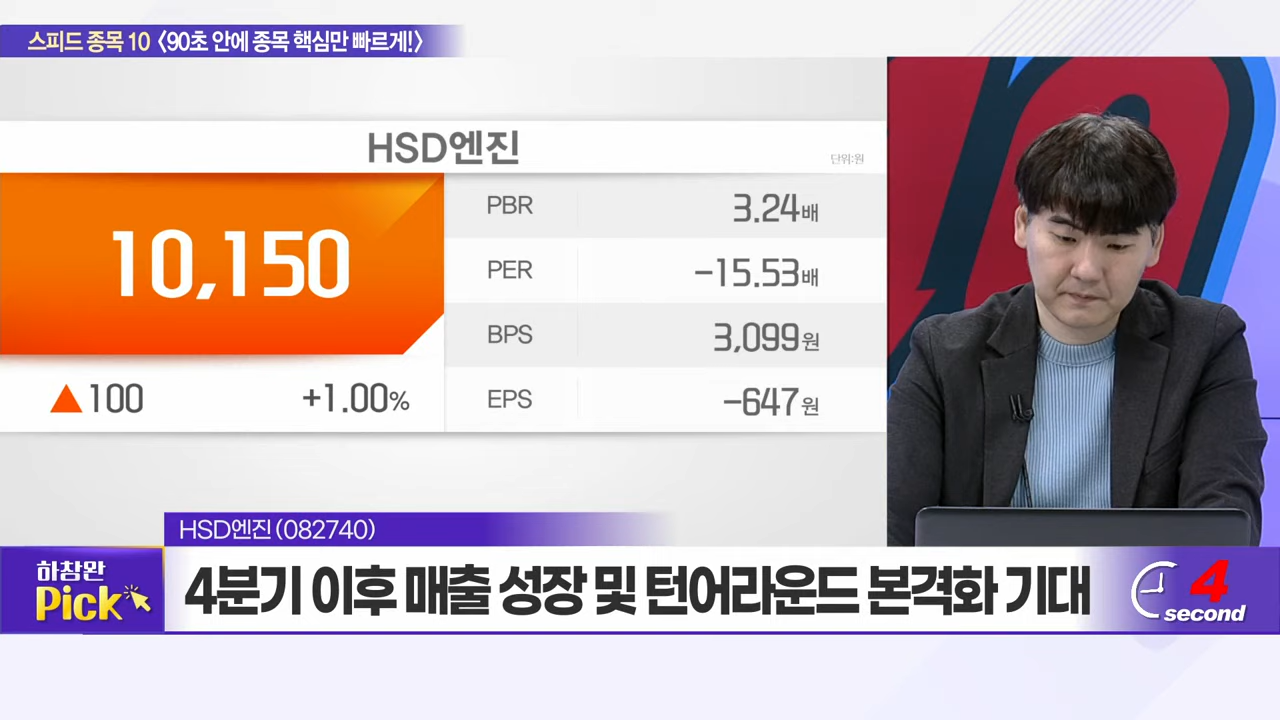 스피드 종목 10 〈90초 안에 종목 핵심만 빠르게!〉
HSD엔진
단위:원
10,150
▲100 +1.00%
PBR 3.24배
PER -15.53배
BPS 3,099원
EPS -647원
HSD엔진(082740)
하창완
Pick
4분기 이후 매출 성장 및 턴어라운드 본격화 기대
4
second